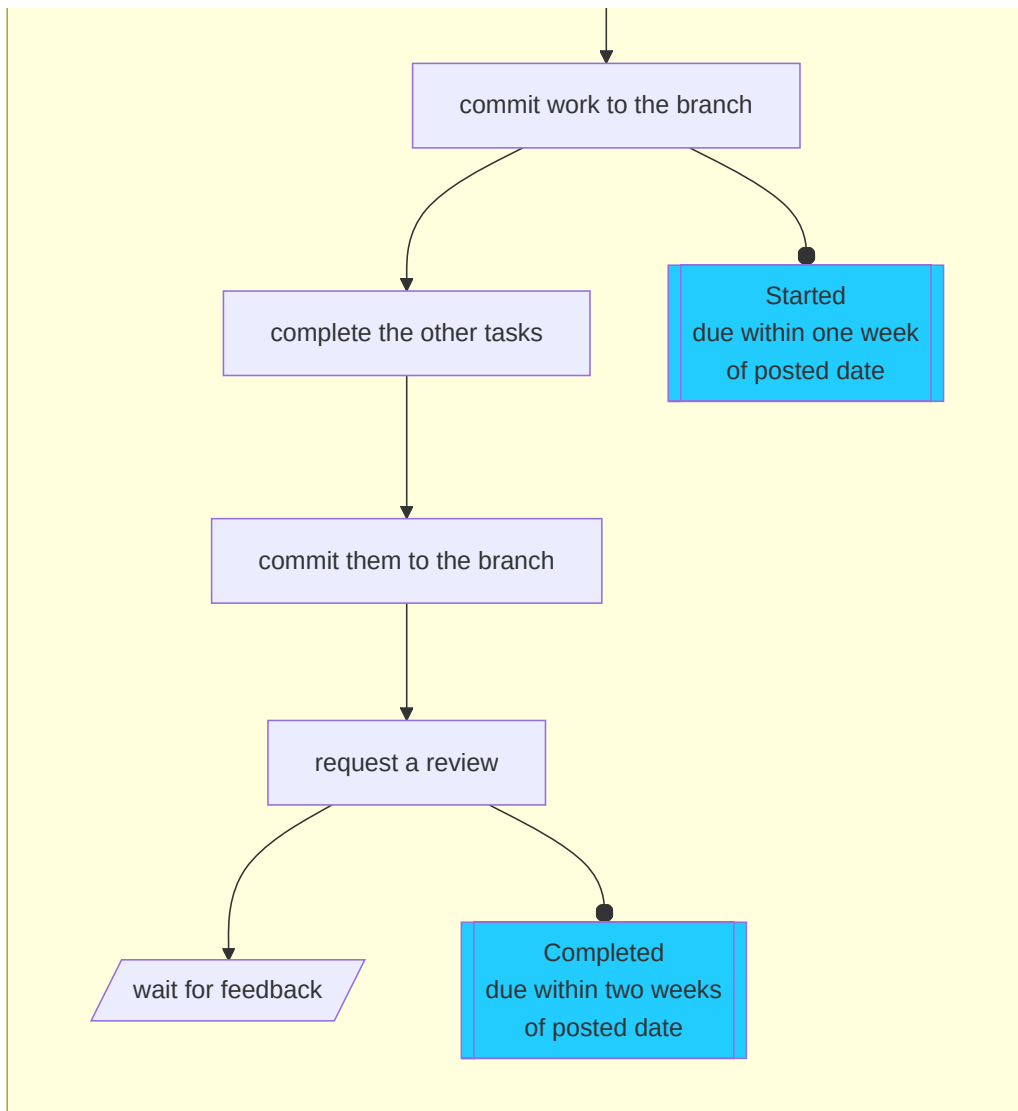 commit work to the branch
Started
due within one week
of posted date
complete the other tasks
commit them to the branch
request a review
wait for feedback
Completed
due within two weeks
of posted date